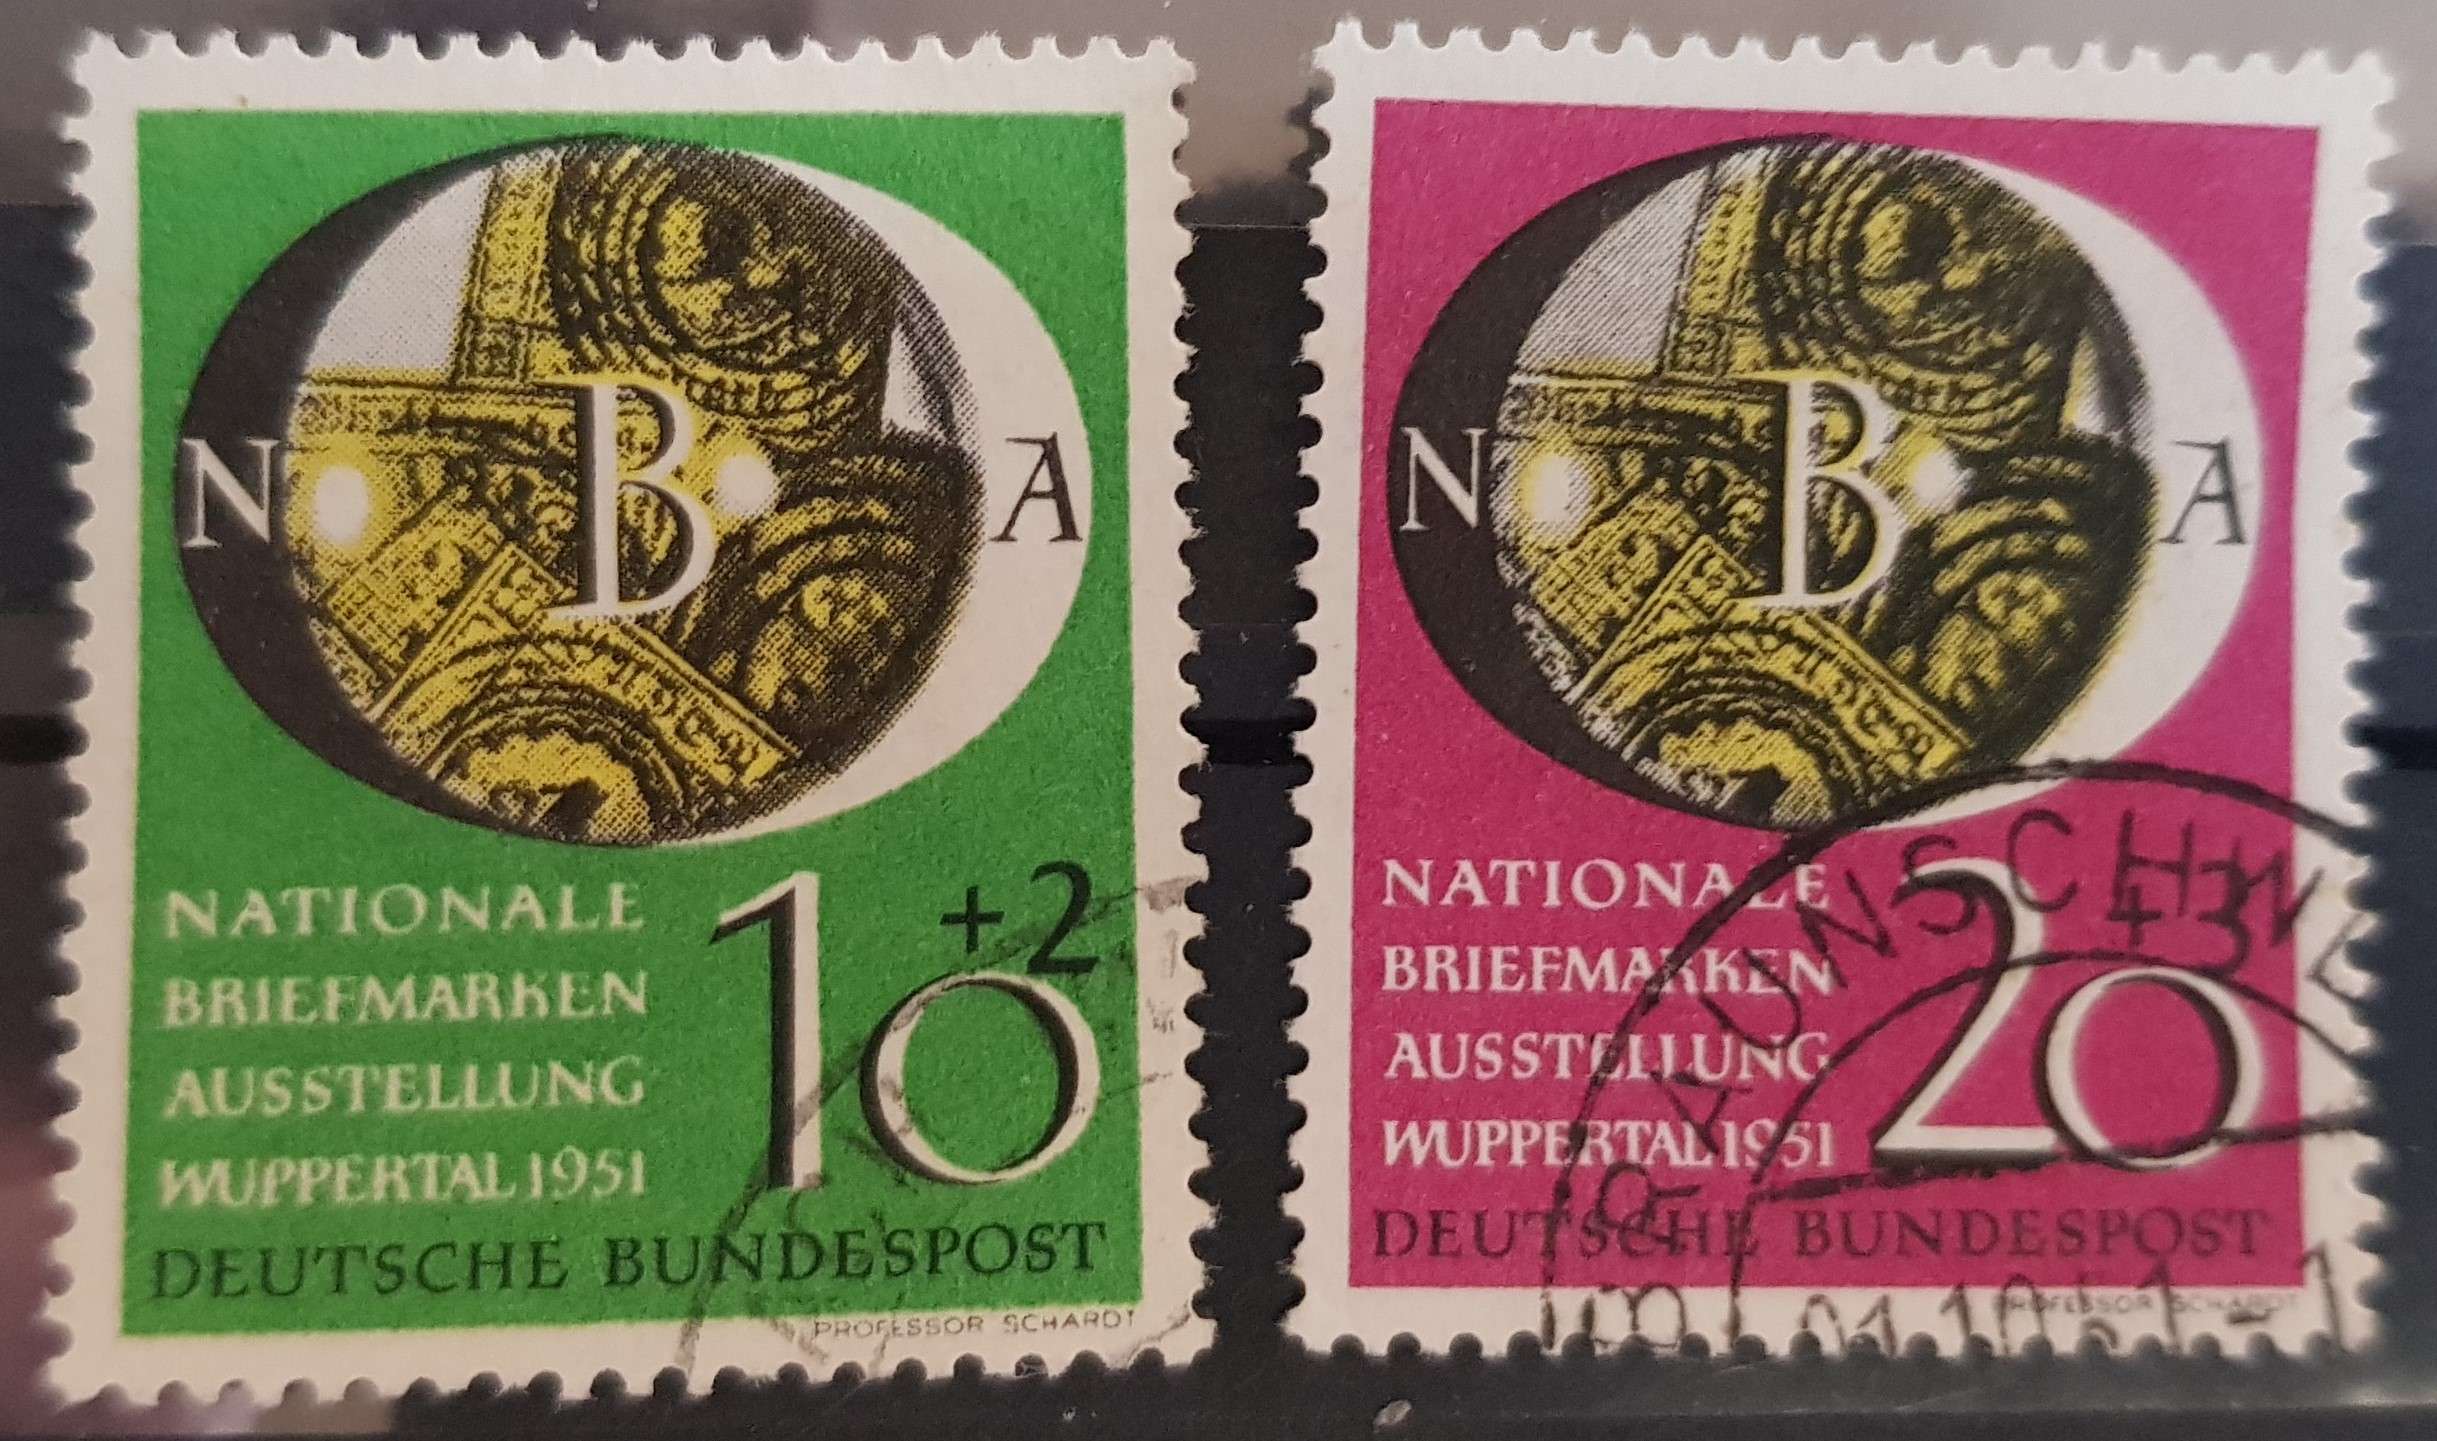 N B A
NATIONALE
BRIEFMARKEN
AUSSTELLUNG
WUPPERTAL 1951
10 +2
DEUTSCHE BUNDESPOST
PROFESSOR SCHARDT
N B A
NATIONALE
BRIEFMARKEN
AUSSTELLUNG
WUPPERTAL 1951
20 +3
DEUTSCHE BUNDESPOST
PROFESSOR SCHARDT
BRAUNSCHWE